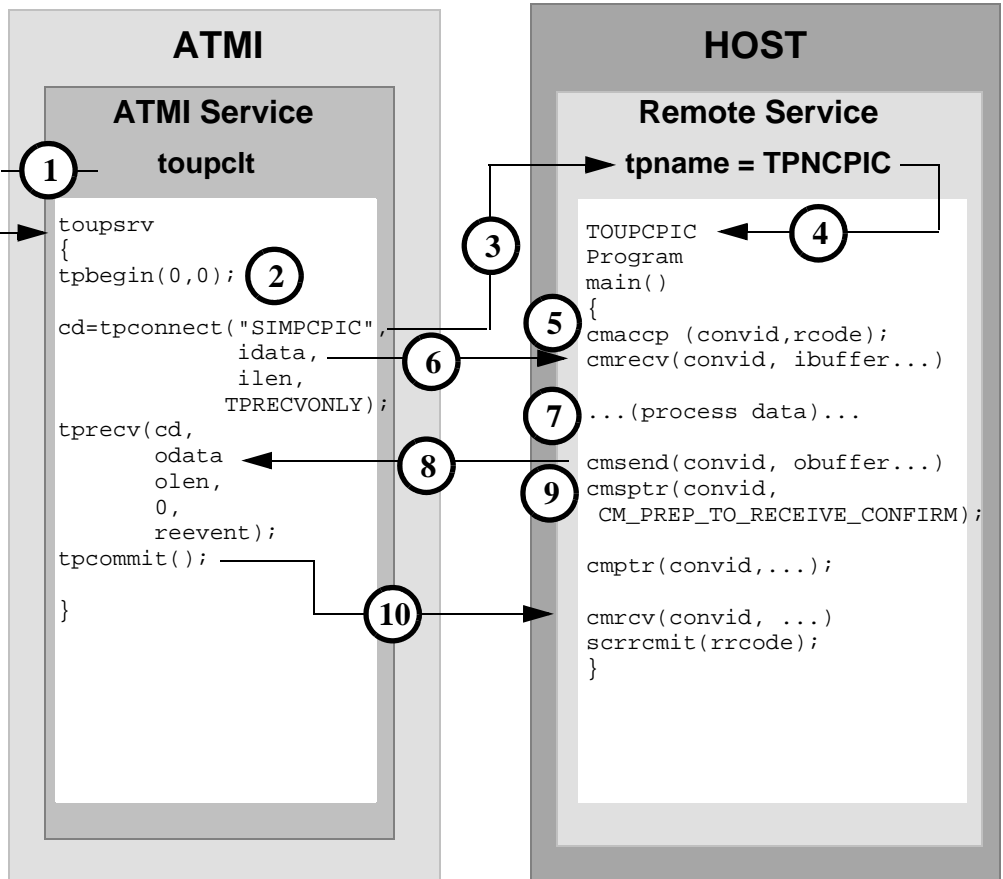 ATMI
ATMI Service
toupclt
1
toupsrv
{
tpbegin(0,0);
2
cd=tpconnect("SIMPCPIC",
idata,
ilen,
TPRECVONLY);
tprecv(cd,
odata
olen,
0,
reevent);
tpcommit();
}
3
6
8
10
HOST
Remote Service
tpname = TPNCPIC
4
TOUPCPIC
Program
main()
{
5
cmaccp (convid,rcode);
cmrecv(convid, ibuffer...)
7
...(process data)...
cmsend(convid, obuffer...)
9
cmsptr(convid,
CM_PREP_TO_RECEIVE_CONFIRM);
cmptr(convid,...);
cmrcv(convid, ...)
scrrcmit(rrcode);
}